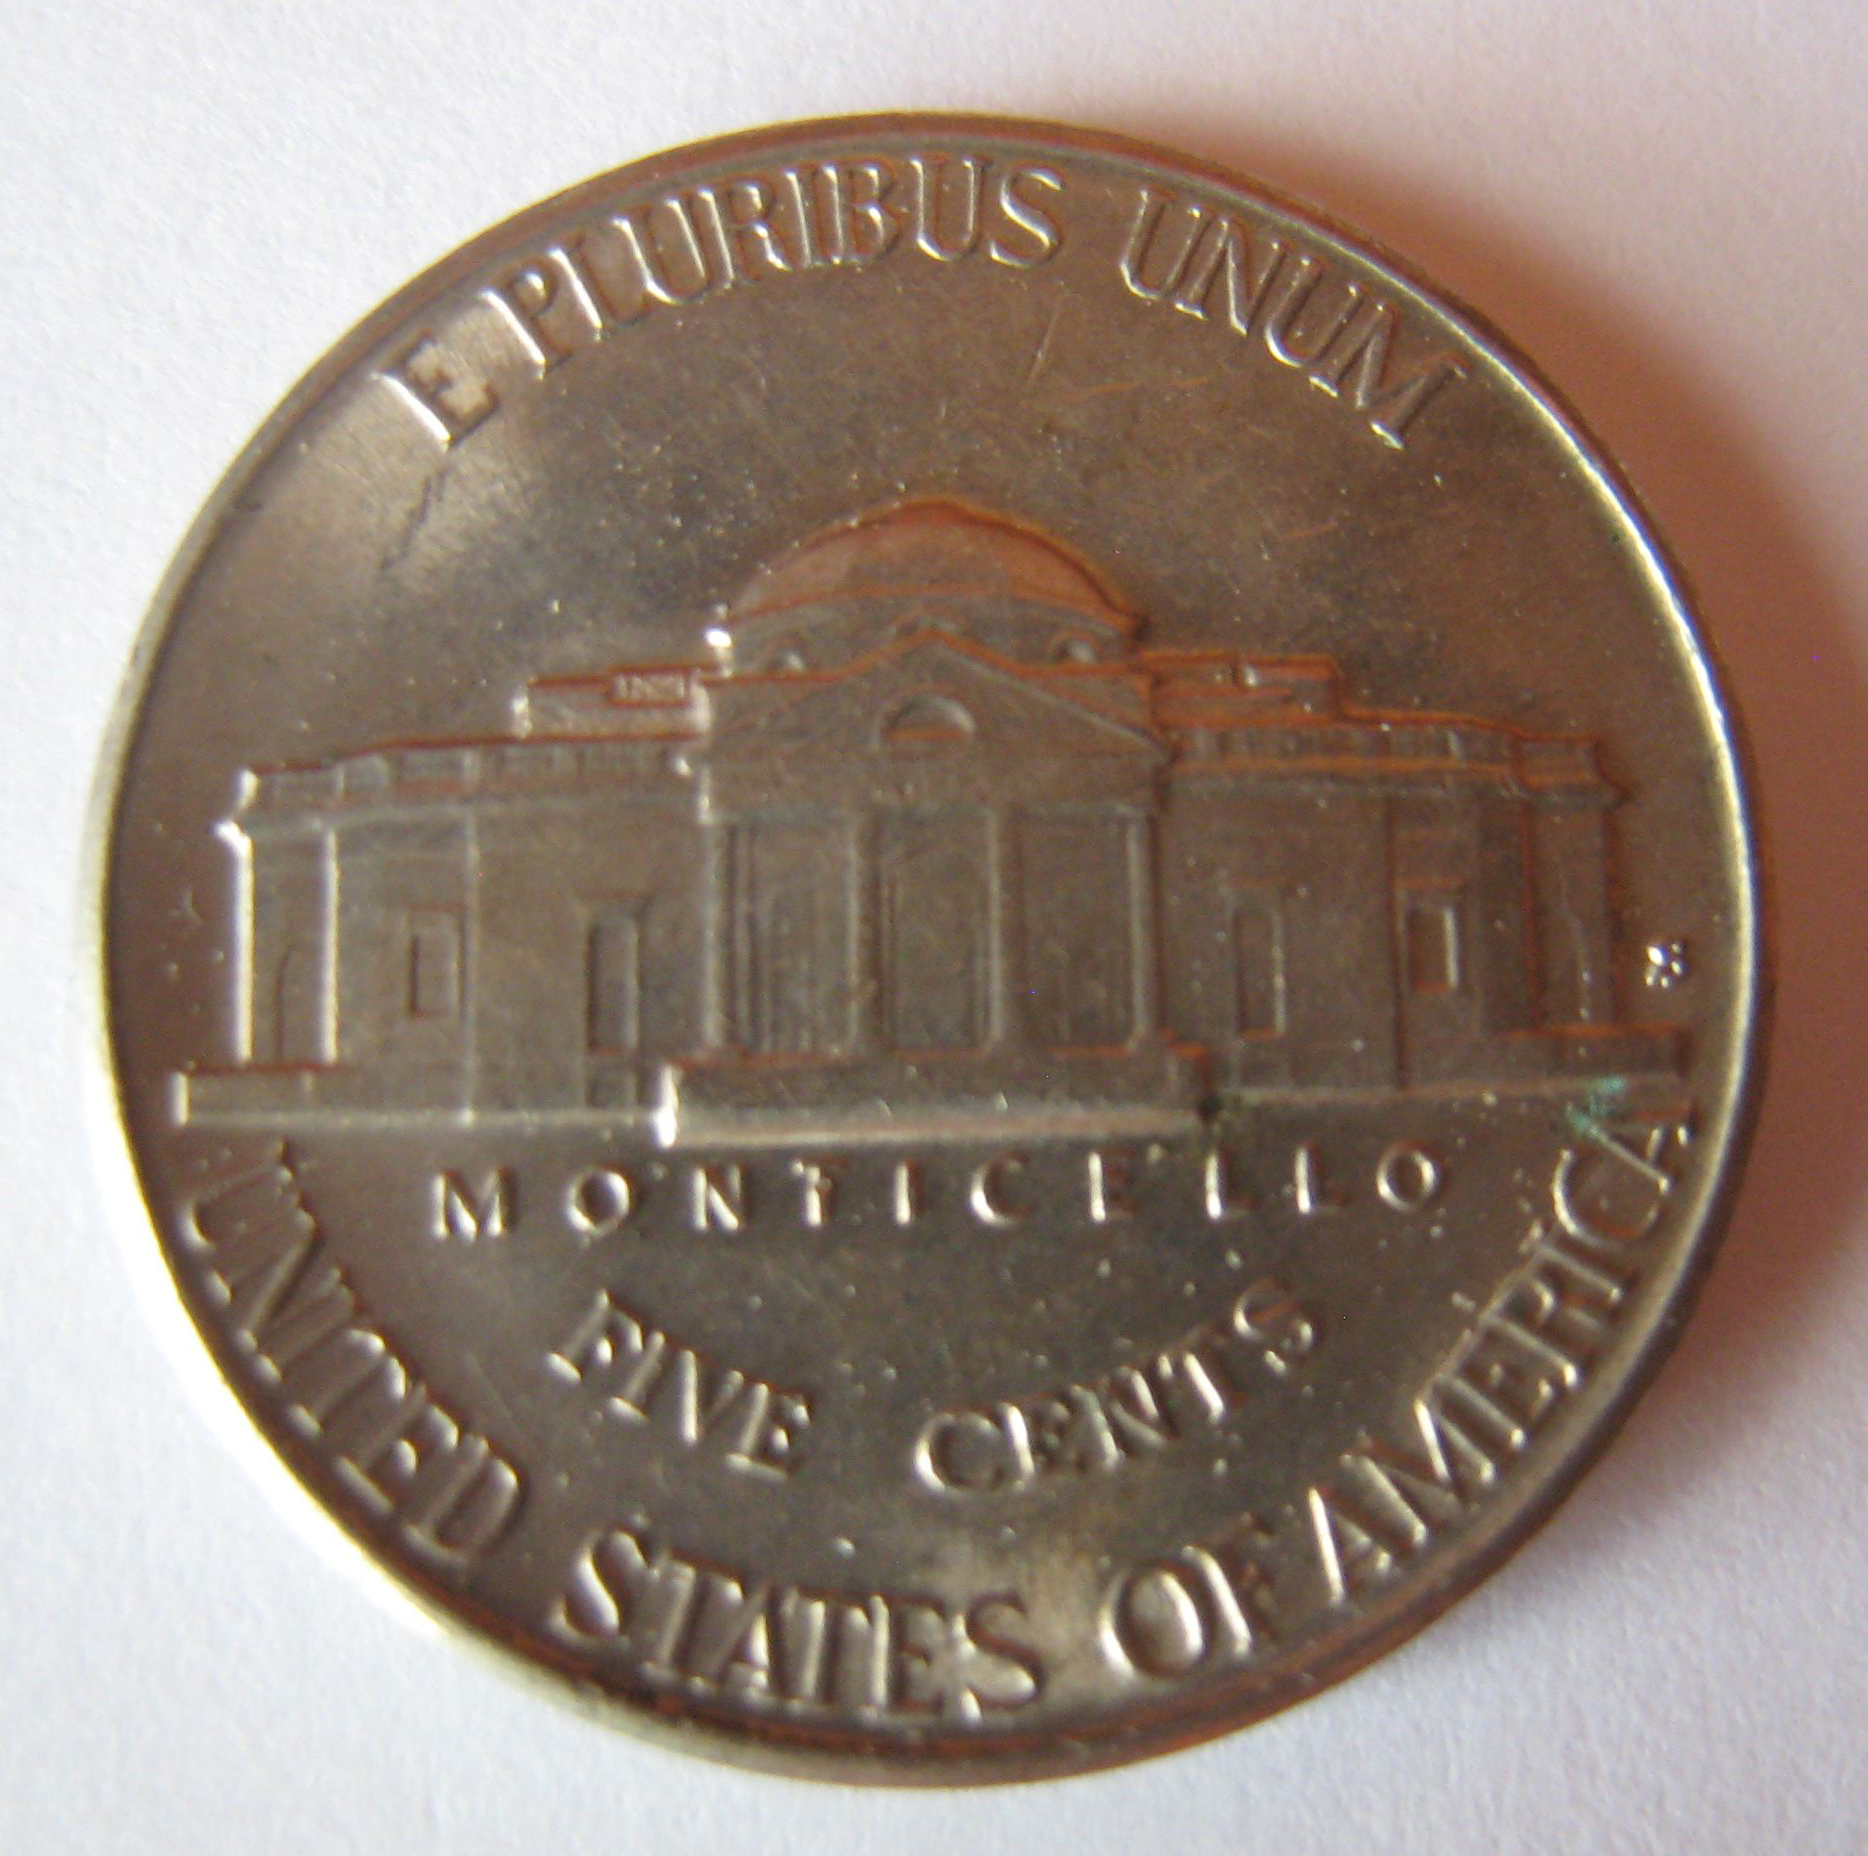 E PLURIBUS UNUM
MONTICELLO
FIVE CENTS
UNITED STATES OF AMERICA